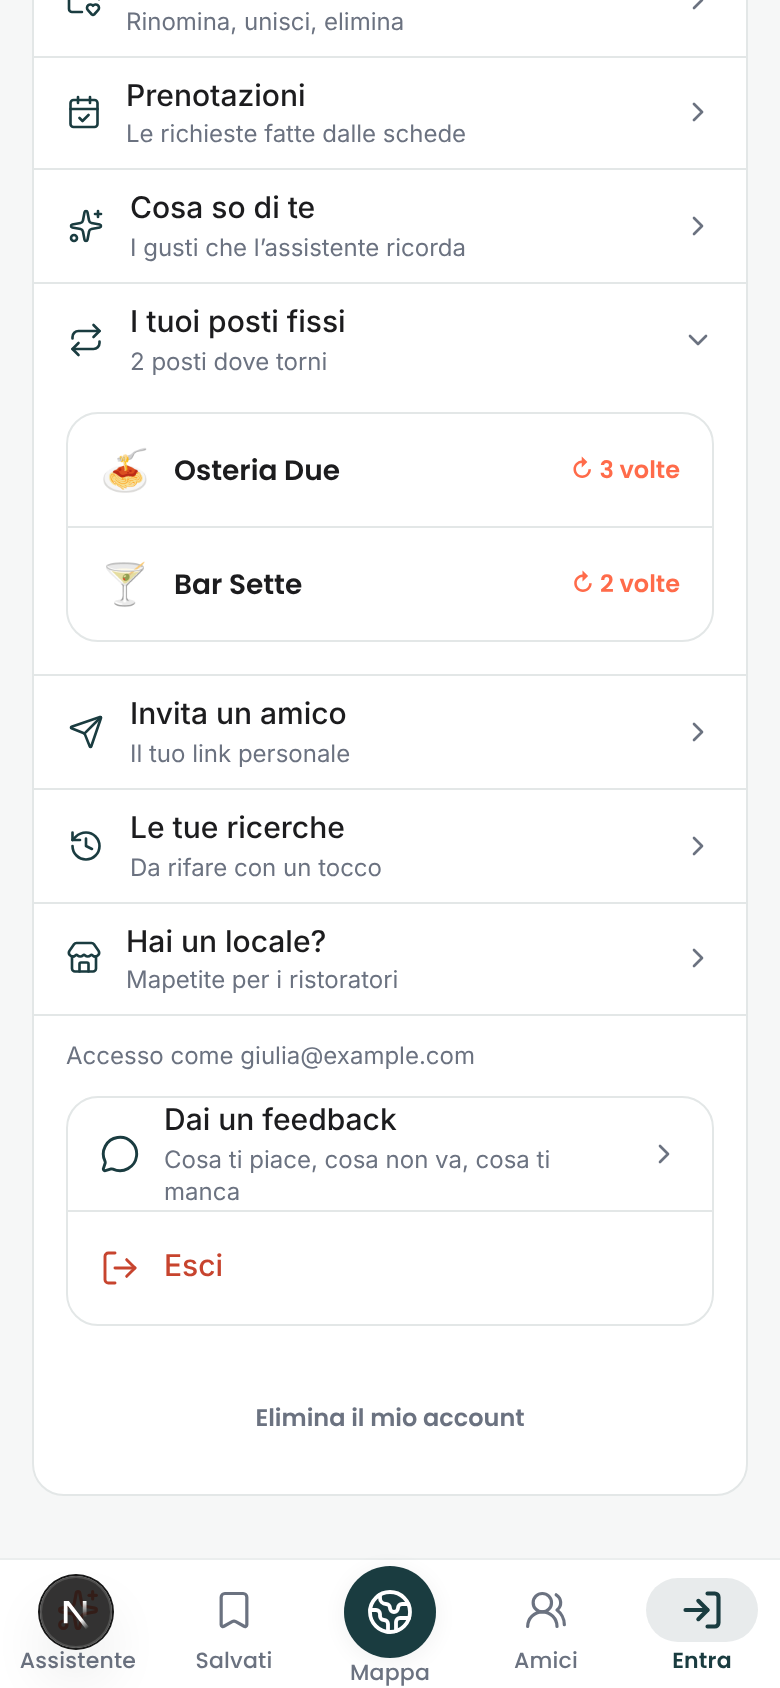 Rinomina, unisci, elimina
Prenotazioni
Le richieste fatte dalle schede
Cosa so di te
I gusti che l’assistente ricorda
I tuoi posti fissi
2 posti dove torni
Osteria Due
↻ 3 volte
Bar Sette
↻ 2 volte
Invita un amico
Il tuo link personale
Le tue ricerche
Da rifare con un tocco
Hai un locale?
Mapetite per i ristoratori
Accesso come giulia@example.com
Dai un feedback
Cosa ti piace, cosa non va, cosa ti
manca
Esci
Elimina il mio account
N
Assistente
Salvati
Mappa
Amici
Entra